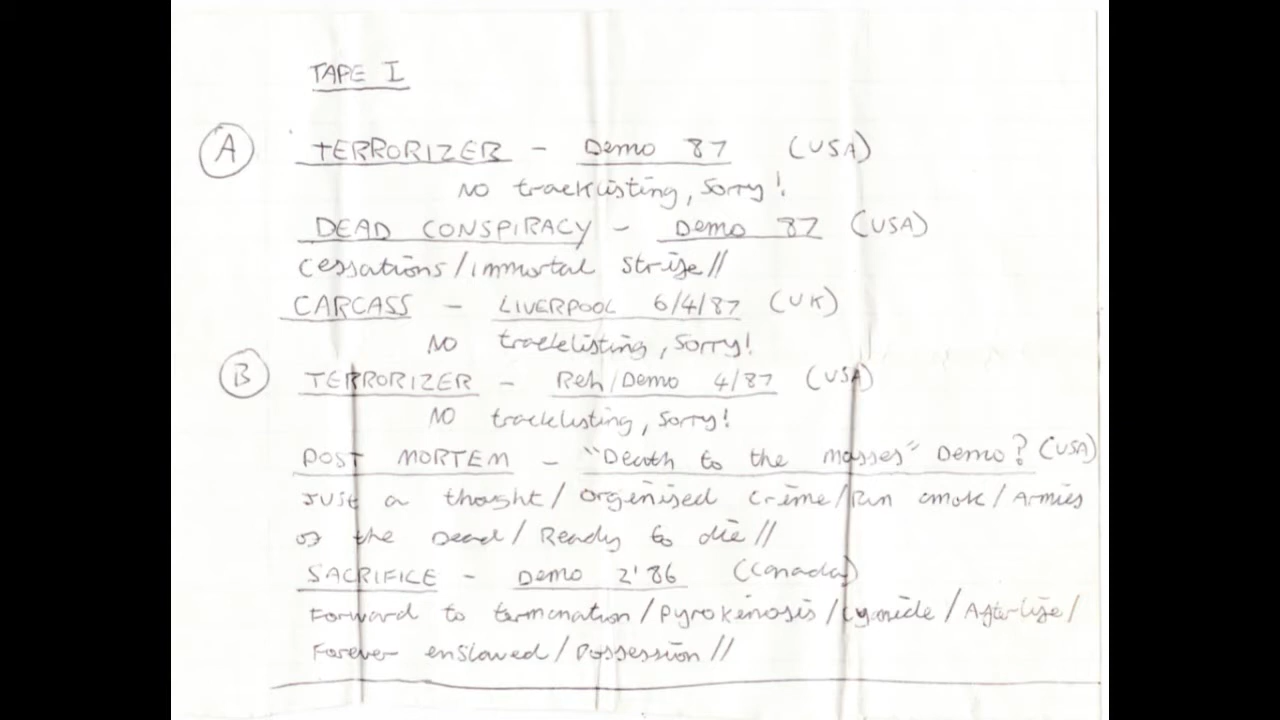 TAPE I
A TERRORIZER - Demo 87 (USA)
NO tracklisting, sorry!
DEAD CONSPIRACY - Demo 87 (USA)
Cessations/immortal strife//
CARCASS - LIVERPOOL 6/4/87 (UK)
NO tracklisting, sorry!
B TERRORIZER - Reh/Demo 4/87 (USA)
NO tracklisting, sorry!
POST MORTEM - "Death to the masses" Demo? (USA)
Just a thought/Organised crime/Run amok/Armies
of the Dead/Ready to die//
SACRIFICE - Demo 2'86 (Canada)
Forward to termination/Pyrokinosis/Cyanide/Afterlife/
Forever enslaved/Possession//